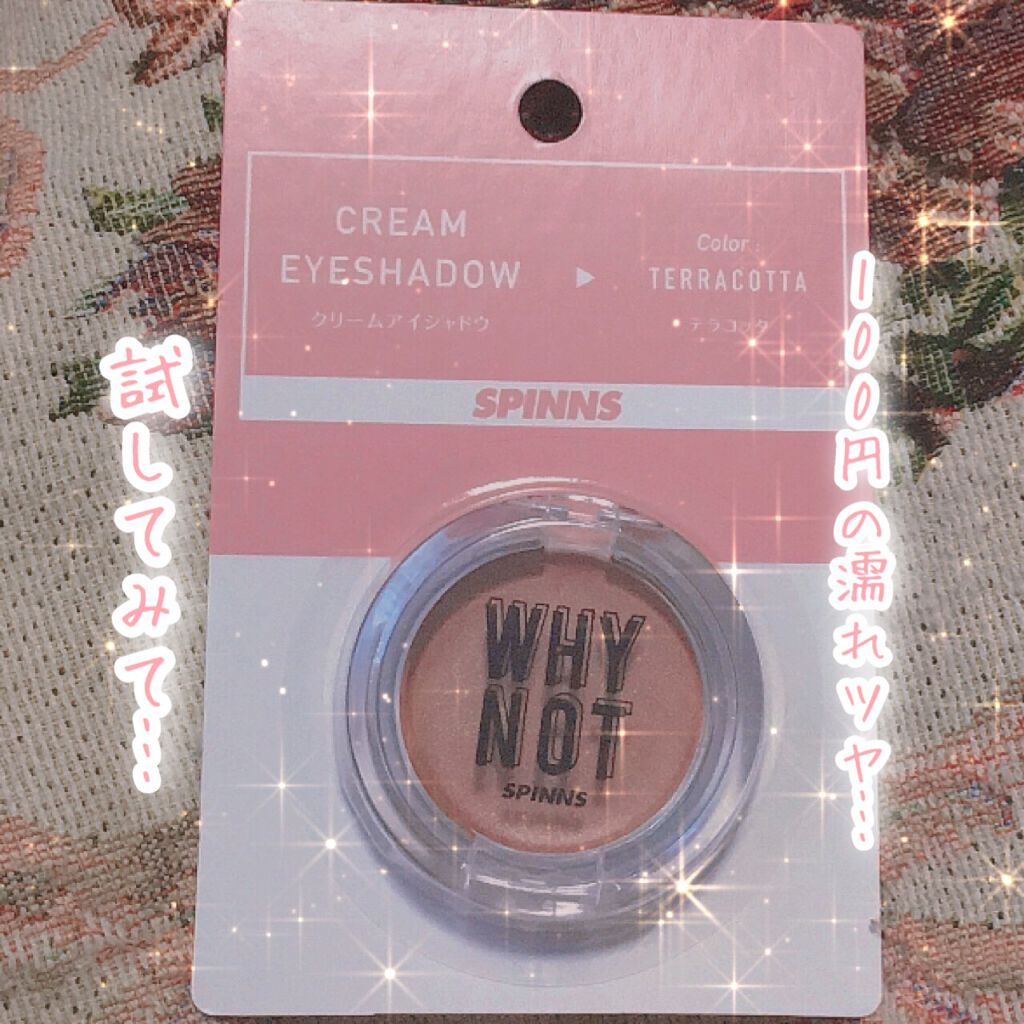 CREAM
EYESHADOW
クリームアイシャドウ
▶
Color :
TERRACOTTA
テラコッタ
SPINNS
100円の濡れツヤ…
試してみて…
WHY
NOT
SPINNS